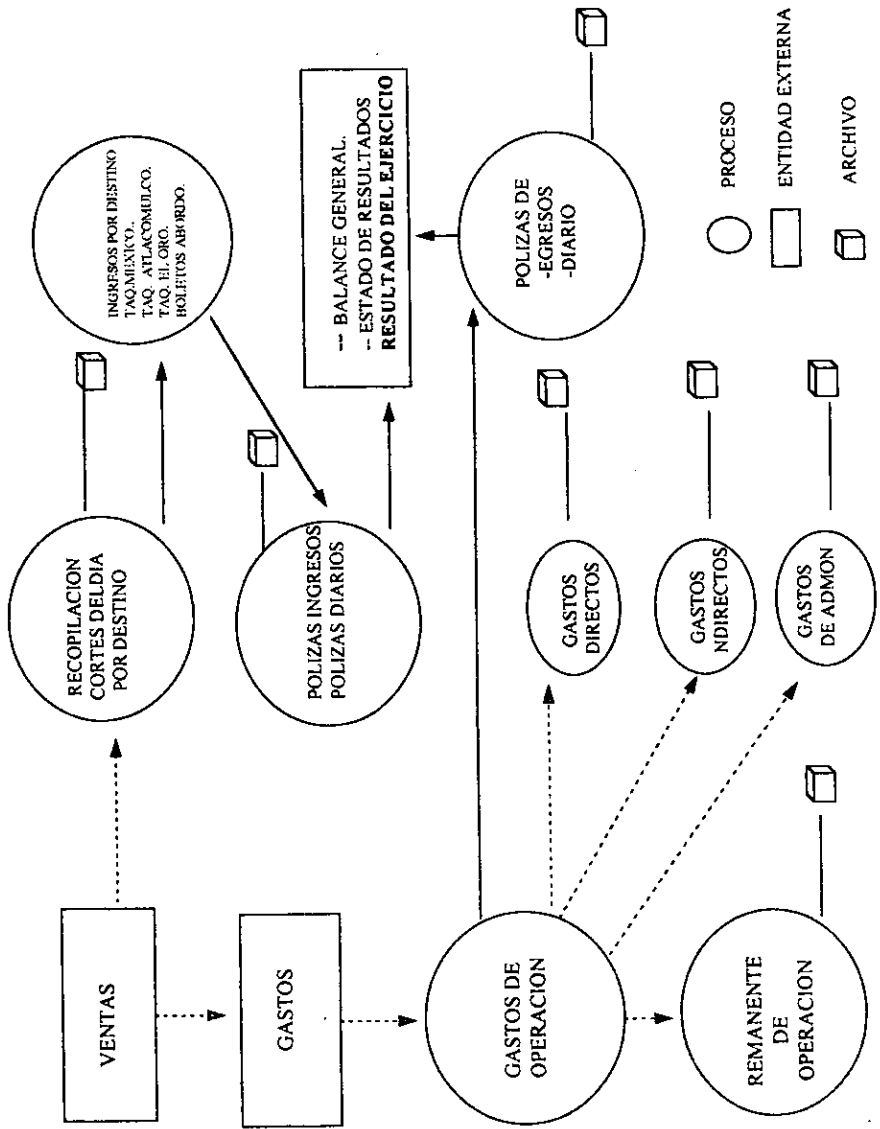 VENTAS
RECOPILACION
CORTES DELDIA
POR DESTINO
INGRESOS POR DESTINO
TAQ.MEXICO..
TAQ. ATLACOMULCO.
TAQ. EL ORO.
BOLETOS ABORDO.
GASTOS
POLIZAS INGRESOS
POLIZAS DIARIOS
-- BALANCE GENERAL.
-- ESTADO DE RESULTADOS
RESULTADO DEL EJERCICIO
GASTOS DE
OPERACION
GASTOS
DIRECTOS
POLIZAS DE
-EGRESOS
-DIARIO
GASTOS
NDIRECTOS
GASTOS
DE ADMON
REMANENTE
DE
OPERACION
PROCESO
ENTIDAD EXTERNA
ARCHIVO